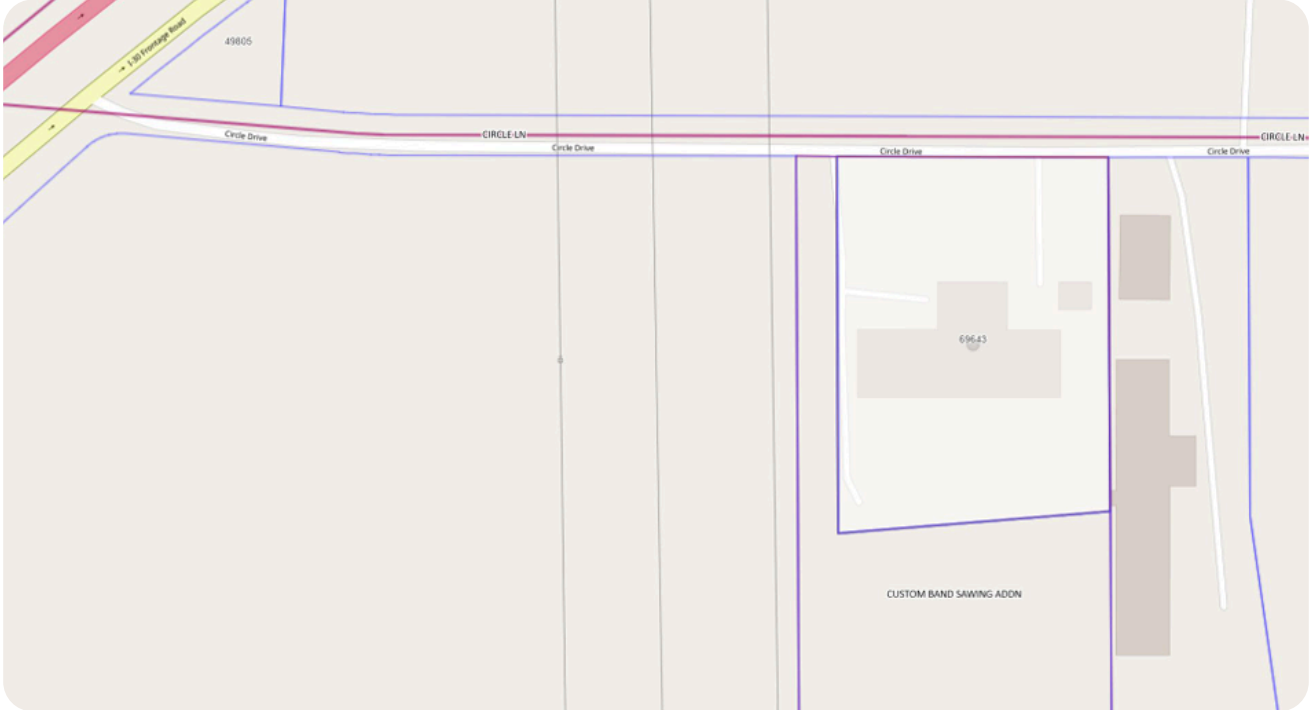 I-30 Frontage Road
49805
Circle Drive
CIRCLE-LN
CIRCLE-LN
Circle Drive
Circle Drive
Circle Drive
69643
CUSTOM BAND SAWING ADDN